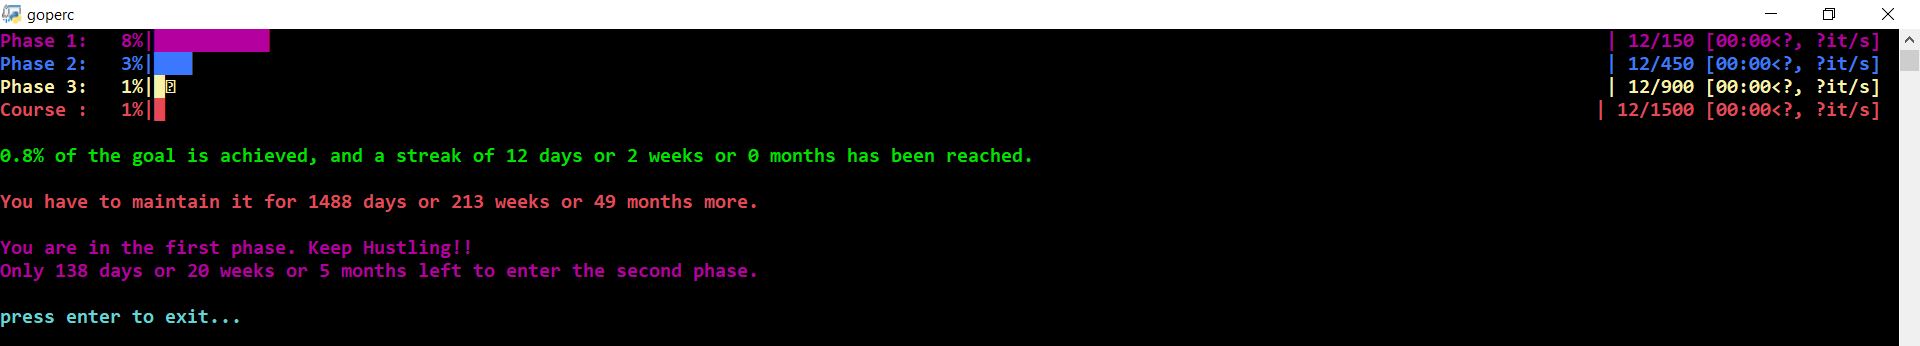 goperc
Phase 1:   8%| | 12/150 [00:00<?, ?it/s]
Phase 2:   3%| | 12/450 [00:00<?, ?it/s]
Phase 3:   1%| | 12/900 [00:00<?, ?it/s]
Course :   1%| | 12/1500 [00:00<?, ?it/s]
0.8% of the goal is achieved, and a streak of 12 days or 2 weeks or 0 months has been reached.
You have to maintain it for 1488 days or 213 weeks or 49 months more.
You are in the first phase. Keep Hustling!!
Only 138 days or 20 weeks or 5 months left to enter the second phase.
press enter to exit...